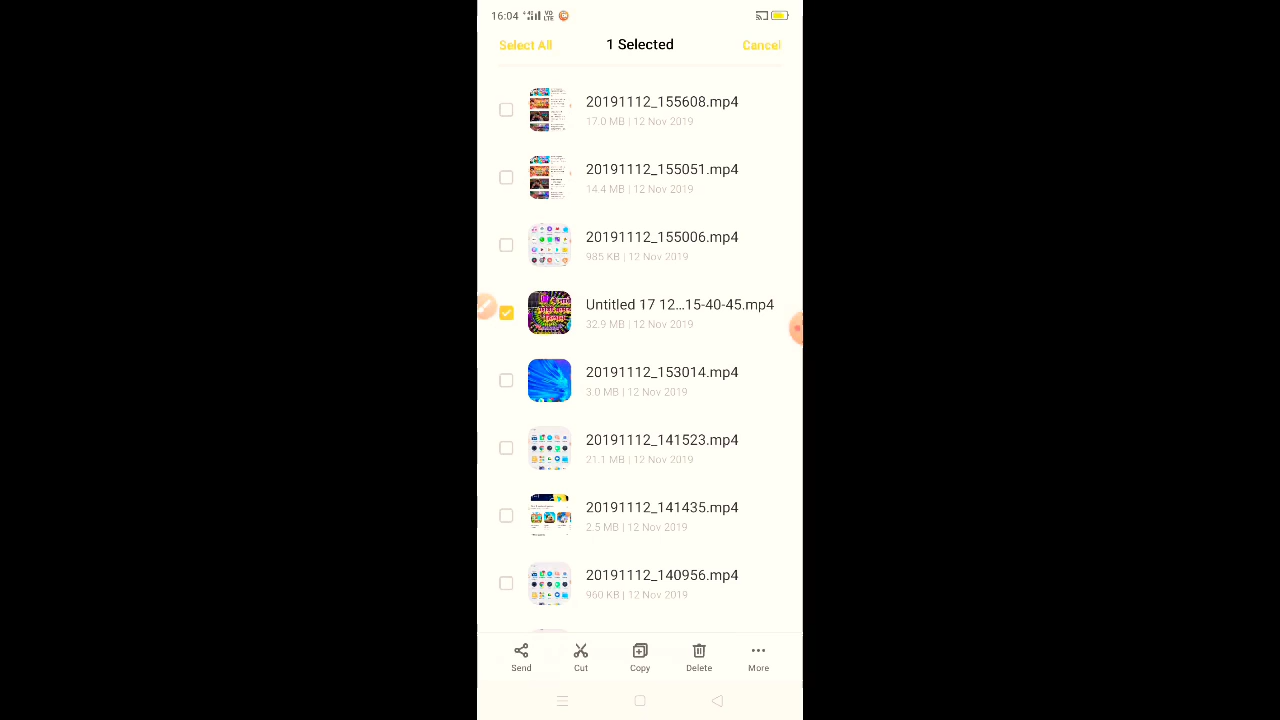 16:04 4G VO LTE
Select All 1 Selected Cancel
20191112_155608.mp4
17.0 MB | 12 Nov 2019
20191112_155051.mp4
14.4 MB | 12 Nov 2019
20191112_155006.mp4
985 KB | 12 Nov 2019
Untitled 17 12...15-40-45.mp4
32.9 MB | 12 Nov 2019
20191112_153014.mp4
3.0 MB | 12 Nov 2019
20191112_141523.mp4
21.1 MB | 12 Nov 2019
20191112_141435.mp4
2.5 MB | 12 Nov 2019
20191112_140956.mp4
960 KB | 12 Nov 2019
Send Cut Copy Delete More